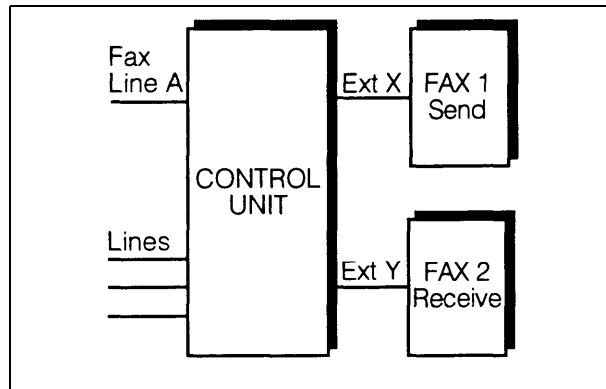 Fax
Line A
Ext X
FAX 1
Send
CONTROL
UNIT
Lines
Ext Y
FAX 2
Receive